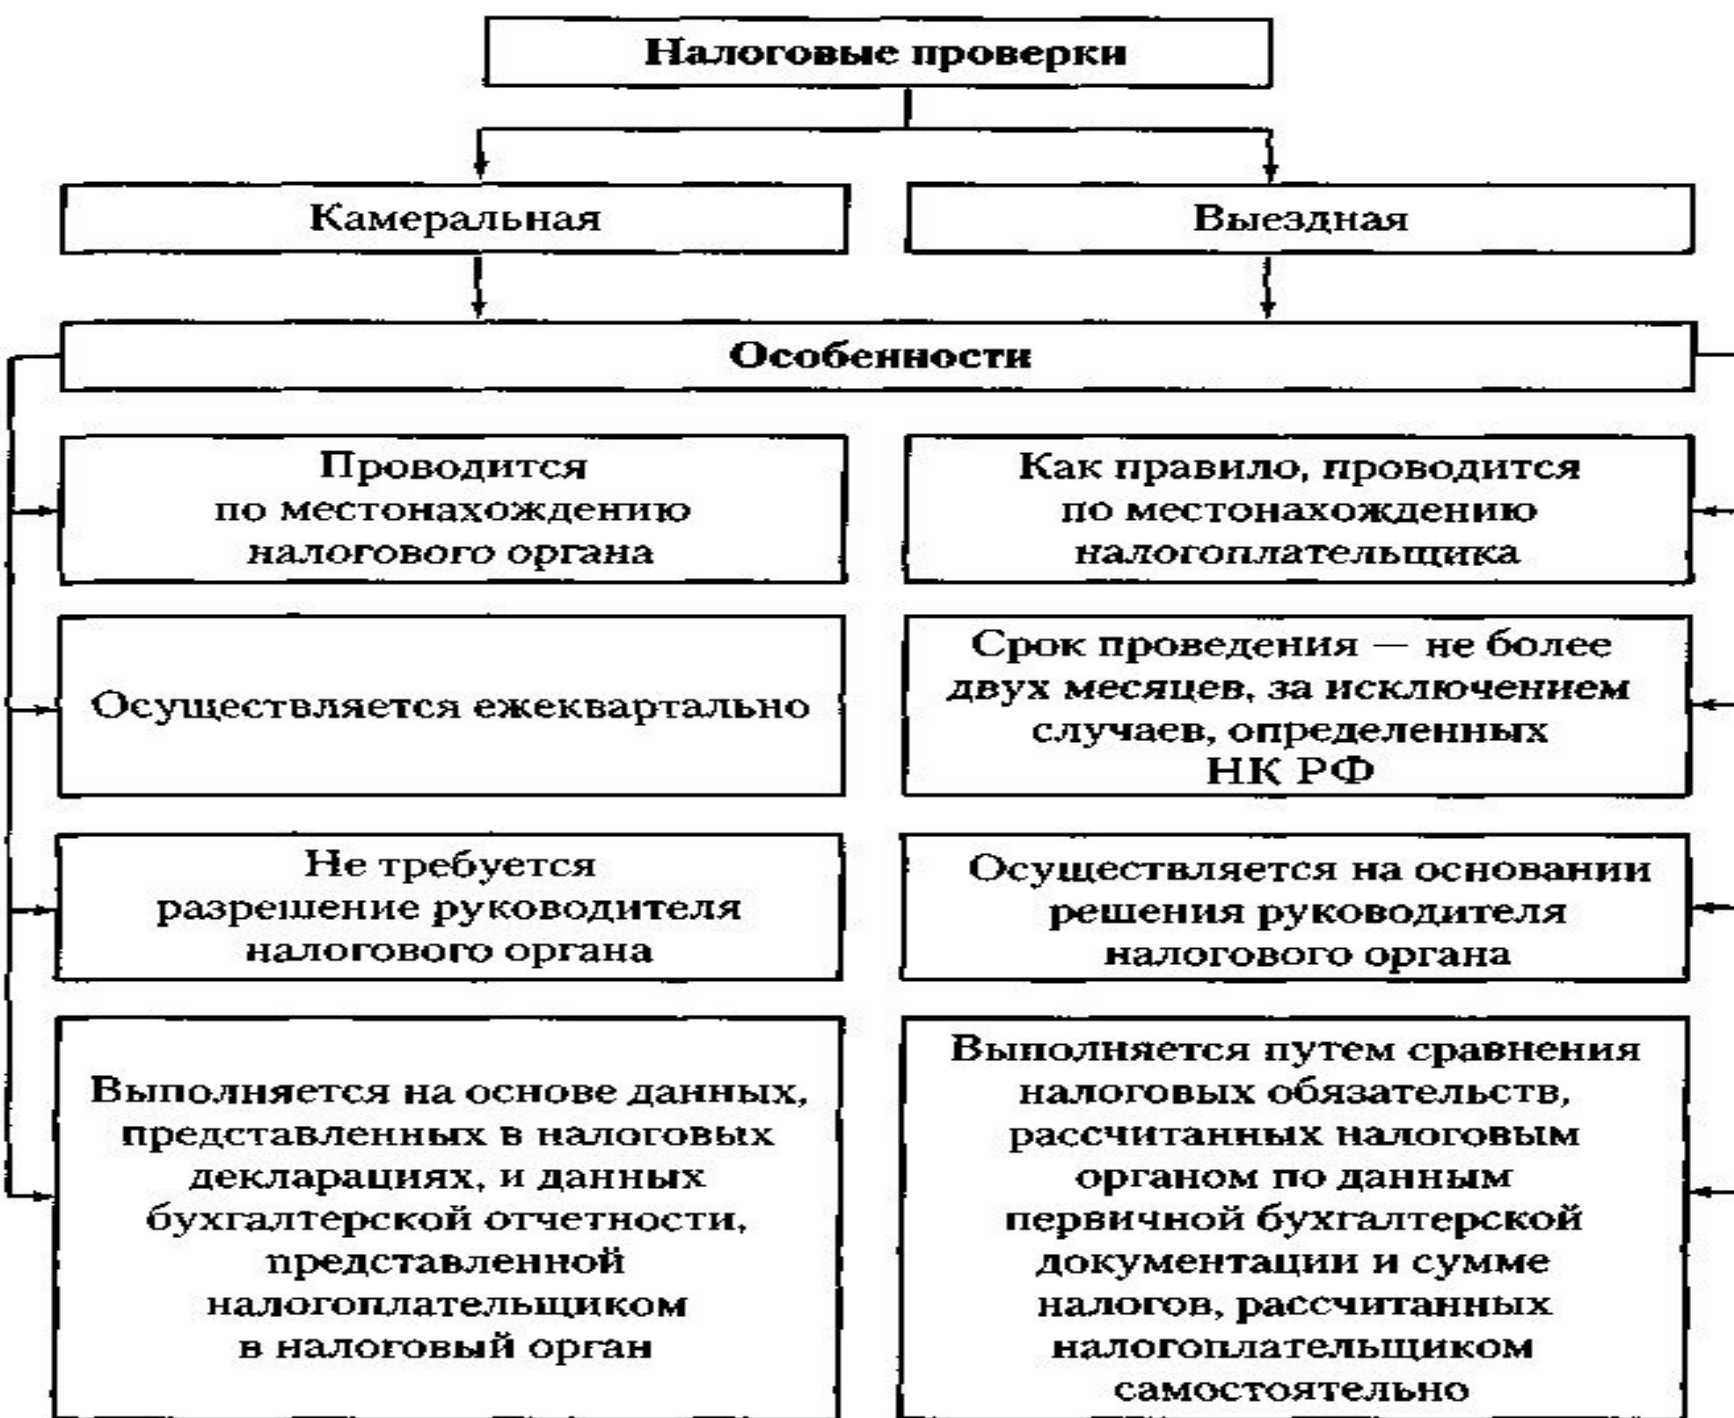 Налоговые проверки
Камеральная
Выездная
Особенности
Проводится
по местонахождению
налогового органа
Как правило, проводится
по местонахождению
налогоплательщика
Осуществляется ежеквартально
Срок проведения — не более
двух месяцев, за исключением
случаев, определенных
НК РФ
Не требуется
разрешение руководителя
налогового органа
Осуществляется на основании
решения руководителя
налогового органа
Выполняется на основе данных,
представленных в налоговых
декларациях, и данных
бухгалтерской отчетности,
представленной
налогоплательщиком
в налоговый орган
Выполняется путем сравнения
налоговых обязательств,
рассчитанных налоговым
органом по данным
первичной бухгалтерской
документации и сумме
налогов, рассчитанных
налогоплательщиком
самостоятельно